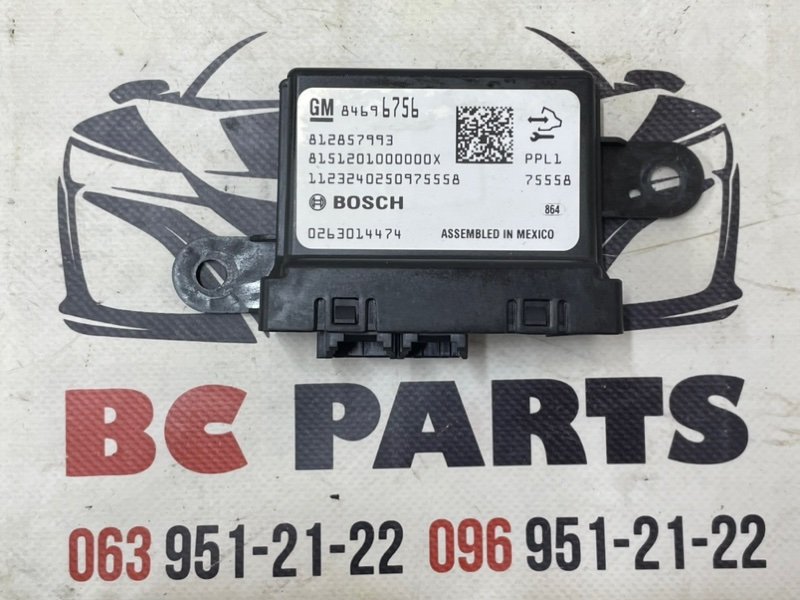 GM 84696756
812857993
8151201000000X PPL1
1123240250975558 75558
BOSCH 864
0263014474 ASSEMBLED IN MEXICO
BC PARTS
063 951-21-22 096 951-21-22